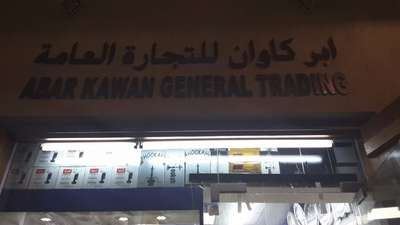 ابر كاوان للتجارة العامة
ABAR KAWAN GENERAL TRADING